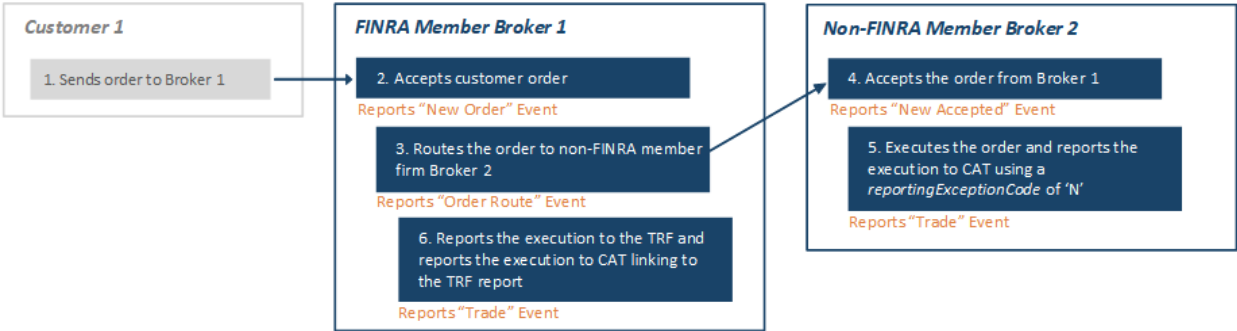 Customer 1
1. Sends order to Broker 1
FINRA Member Broker 1
2. Accepts customer order
Reports "New Order" Event
3. Routes the order to non-FINRA member
firm Broker 2
Reports "Order Route" Event
6. Reports the execution to the TRF and
reports the execution to CAT linking to
the TRF report
Reports "Trade" Event
Non-FINRA Member Broker 2
4. Accepts the order from Broker 1
Reports "New Accepted" Event
5. Executes the order and reports the
execution to CAT using a
reportingExceptionCode of 'N'
Reports "Trade" Event